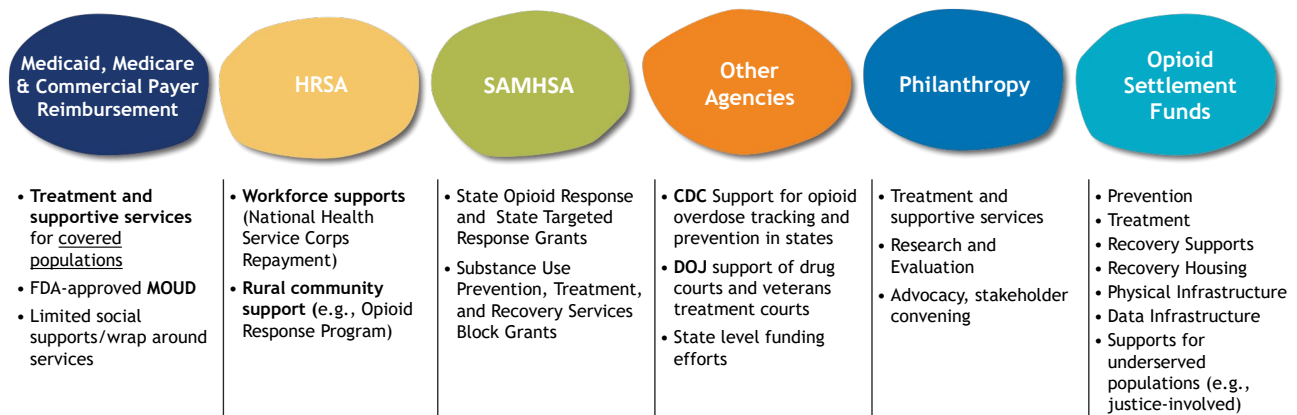 Medicaid, Medicare
& Commercial Payer
Reimbursement
HRSA
SAMHSA
Other
Agencies
Philanthropy
Opioid
Settlement
Funds
• Treatment and
supportive services
for covered
populations
• FDA-approved MOUD
• Limited social
supports/wrap around
services
• Workforce supports
(National Health
Service Corps
Repayment)
• Rural community
support (e.g., Opioid
Response Program)
• State Opioid Response
and State Targeted
Response Grants
• Substance Use
Prevention, Treatment,
and Recovery Services
Block Grants
• CDC Support for opioid
overdose tracking and
prevention in states
• DOJ support of drug
courts and veterans
treatment courts
• State level funding
efforts
• Treatment and
supportive services
• Research and
Evaluation
• Advocacy, stakeholder
convening
• Prevention
• Treatment
• Recovery Supports
• Recovery Housing
• Physical Infrastructure
• Data Infrastructure
• Supports for
underserved
populations (e.g.,
justice-involved)